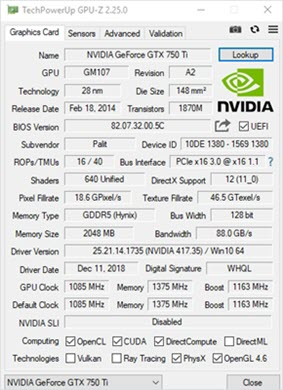 TechPowerUp GPU-Z 2.25.0
Graphics Card Sensors Advanced Validation
Name NVIDIA GeForce GTX 750 Ti Lookup
GPU GM107 Revision A2
Technology 28 nm Die Size 148 mm²
Release Date Feb 18, 2014 Transistors 1870M
NVIDIA
BIOS Version 82.07.32.00.5C UEFI
Subvendor Palit Device ID 10DE 1380 - 1569 1380
ROPs/TMUs 16 / 40 Bus Interface PCIe x16 3.0 @ x16 1.1 ?
Shaders 640 Unified DirectX Support 12 (11_0)
Pixel Fillrate 18.6 GPixel/s Texture Fillrate 46.5 GTexel/s
Memory Type GDDR5 (Hynix) Bus Width 128 bit
Memory Size 2048 MB Bandwidth 88.0 GB/s
Driver Version 25.21.14.1735 (NVIDIA 417.35) / Win10 64
Driver Date Dec 11, 2018 Digital Signature WHQL
GPU Clock 1085 MHz Memory 1375 MHz Boost 1163 MHz
Default Clock 1085 MHz Memory 1375 MHz Boost 1163 MHz
NVIDIA SLI Disabled
Computing OpenCL CUDA DirectCompute DirectML
Technologies Vulkan Ray Tracing PhysX OpenGL 4.6
NVIDIA GeForce GTX 750 Ti Close